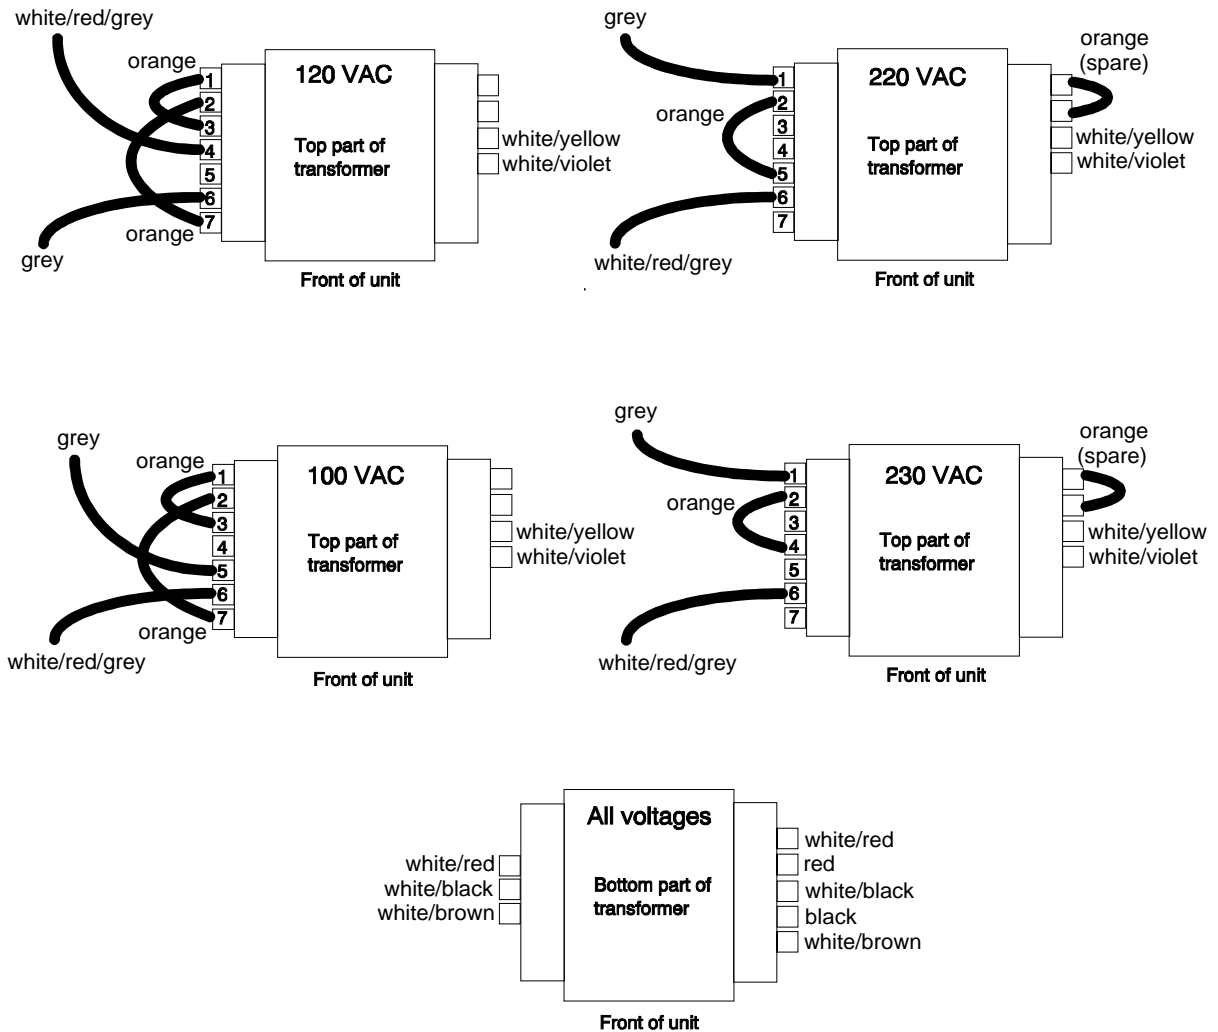 white/red/grey
orange
1
2
3
4
5
6
7
orange
grey
120 VAC
Top part of
transformer
white/yellow
white/violet
Front of unit
grey
orange
1
2
3
4
5
6
7
white/red/grey
220 VAC
Top part of
transformer
orange
(spare)
white/yellow
white/violet
Front of unit
grey
orange
1
2
3
4
5
6
7
orange
white/red/grey
100 VAC
Top part of
transformer
white/yellow
white/violet
Front of unit
grey
orange
1
2
3
4
5
6
7
white/red/grey
230 VAC
Top part of
transformer
orange
(spare)
white/yellow
white/violet
Front of unit
white/red
white/black
white/brown
All voltages
Bottom part of
transformer
white/red
red
white/black
black
white/brown
Front of unit